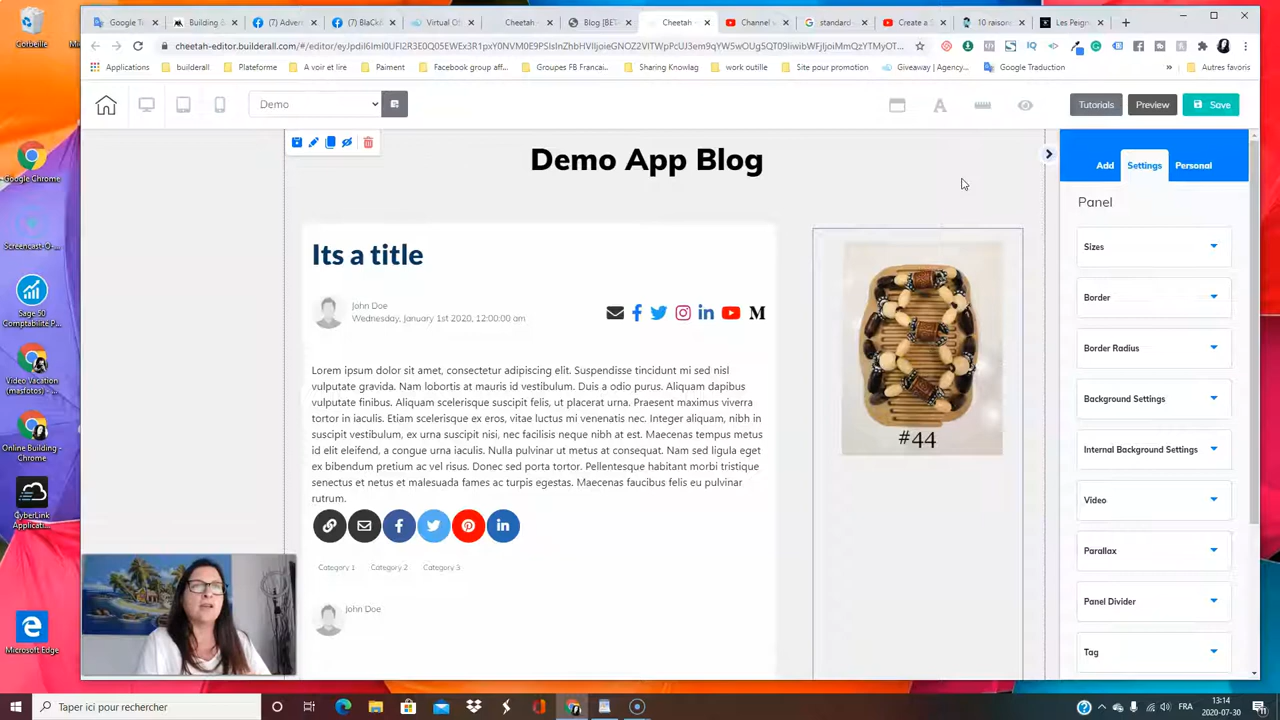 Corbeille
Google Tr
Building &
(7) Adver
(7) BlaCk
Virtual O
Cheetah -
Blog [BET
Cheetah -
Channel v
standard
Create a S
10 raison
Les Peign
Applications
builderall
Plateforme
A voir et lire
Paiment
Facebook group aff...
Groupes FB Francai...
Sharing Knowlag
work outille
Site pour promotion
Giveaway | Agency...
Google Traduction
»
Autres favoris
Demo
Tutorials
Preview
Save
Google Chrome
Screencast-O-...
Sage 50
Comptabilité P...
Video Vacation
(masfotos) -...
Online Building -
Chrome
CyberLink
Applicati...
Microsoft Edge
Demo App Blog
Its a title
John Doe
Wednesday, January 1st 2020, 12:00:00 am
Lorem ipsum dolor sit amet, consectetur adipiscing elit. Suspendisse tincidunt mi sed nisl
vulputate gravida. Nam lobortis at mauris id vestibulum. Duis a odio purus. Aliquam dapibus
vulputate finibus. Aliquam scelerisque suscipit felis, ut placerat urna. Praesent maximus viverra
tortor in iaculis. Etiam scelerisque ex eros, vitae luctus mi venenatis nec. Integer aliquam, nibh in
suscipit vestibulum, ex urna suscipit nisi, nec facilisis neque nibh at est. Maecenas tempus metus
id elit eleifend, a congue urna iaculis. Nulla pulvinar ut metus at consequat. Nam sed ligula eget
ex bibendum pretium ac vel risus. Donec sed porta tortor. Pellentesque habitant morbi tristique
senectus et netus et malesuada fames ac turpis egestas. Maecenas faucibus felis eu pulvinar
rutrum.
Category 1
Category 2
Category 3
John Doe
#44
Add
Settings
Personal
Panel
Sizes
Border
Border Radius
Background Settings
Internal Background Settings
Video
Parallax
Panel Divider
Tag
Taper ici pour rechercher
FRA
13:14
2020-07-30